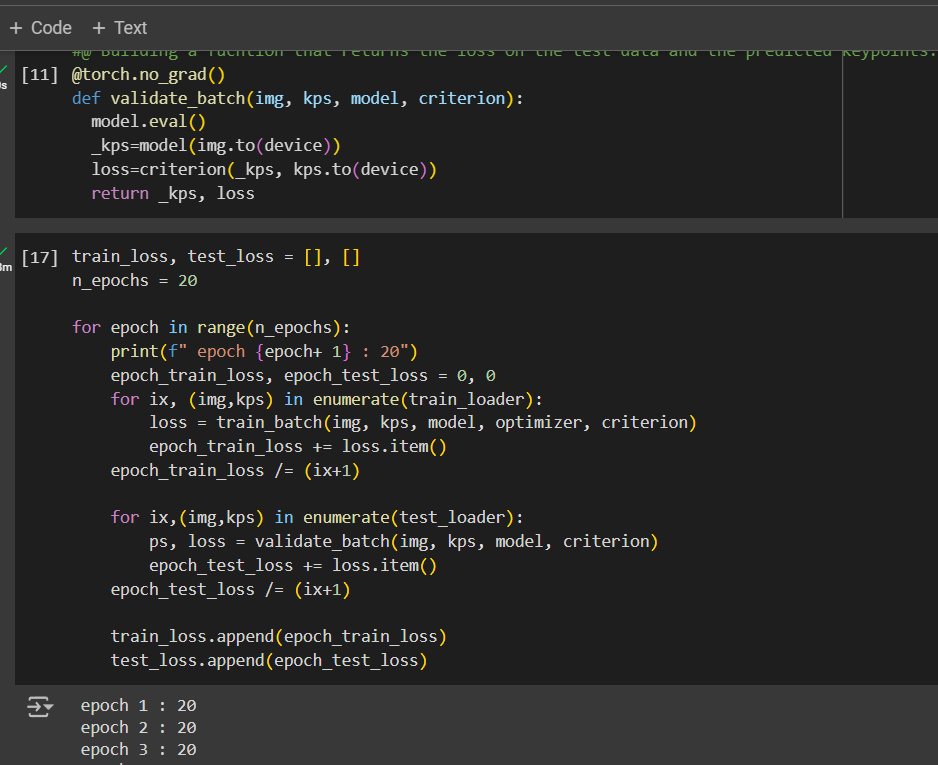 + Code + Text
#@ Building a fucntion that returns the loss on the test data and the predicted keypoints.
[11] @torch.no_grad()
s
def validate_batch(img, kps, model, criterion):
model.eval()
_kps=model(img.to(device))
loss=criterion(_kps, kps.to(device))
return _kps, loss
[17] train_loss, test_loss = [], []
n_epochs = 20
for epoch in range(n_epochs):
print(f" epoch {epoch+ 1} : 20")
epoch_train_loss, epoch_test_loss = 0, 0
for ix, (img,kps) in enumerate(train_loader):
loss = train_batch(img, kps, model, optimizer, criterion)
epoch_train_loss += loss.item()
epoch_train_loss /= (ix+1)
for ix,(img,kps) in enumerate(test_loader):
ps, loss = validate_batch(img, kps, model, criterion)
epoch_test_loss += loss.item()
epoch_test_loss /= (ix+1)
train_loss.append(epoch_train_loss)
test_loss.append(epoch_test_loss)
epoch 1 : 20
epoch 2 : 20
epoch 3 : 20